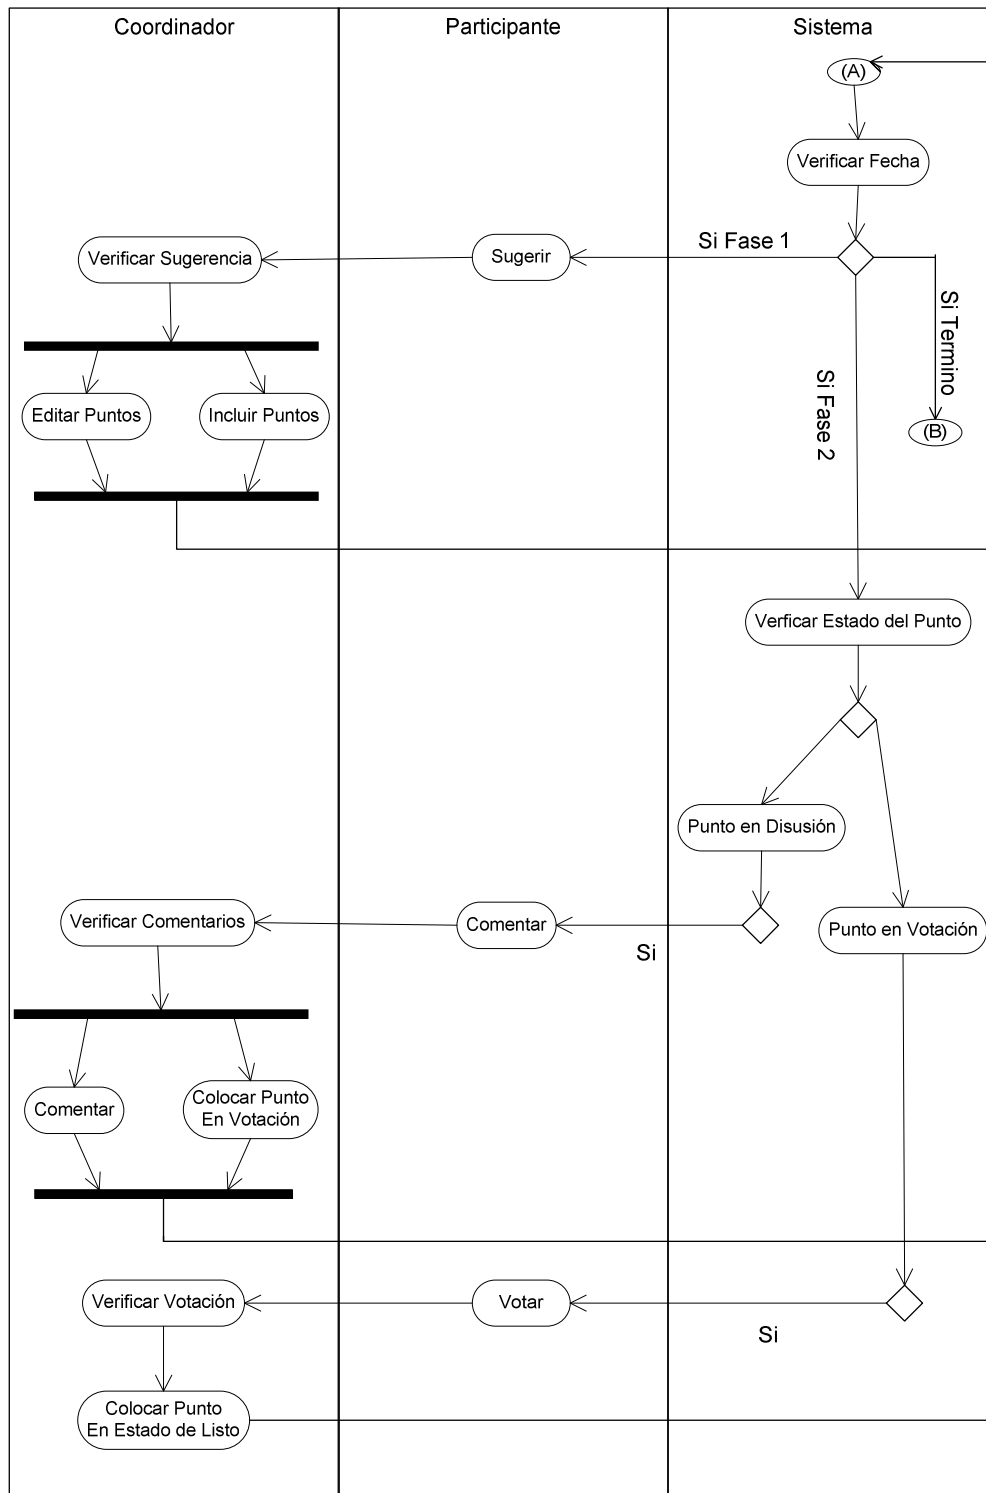 Coordinador
Participante
Sistema
(A)
Verificar Fecha
Si Fase 1
Sugerir
Verificar Sugerencia
Si Termino
Si Fase 2
Editar Puntos
Incluir Puntos
(B)
Verficar Estado del Punto
Punto en Disusión
Verificar Comentarios
Comentar
Si
Punto en Votación
Comentar
Colocar Punto
En Votación
Verificar Votación
Votar
Si
Colocar Punto
En Estado de Listo